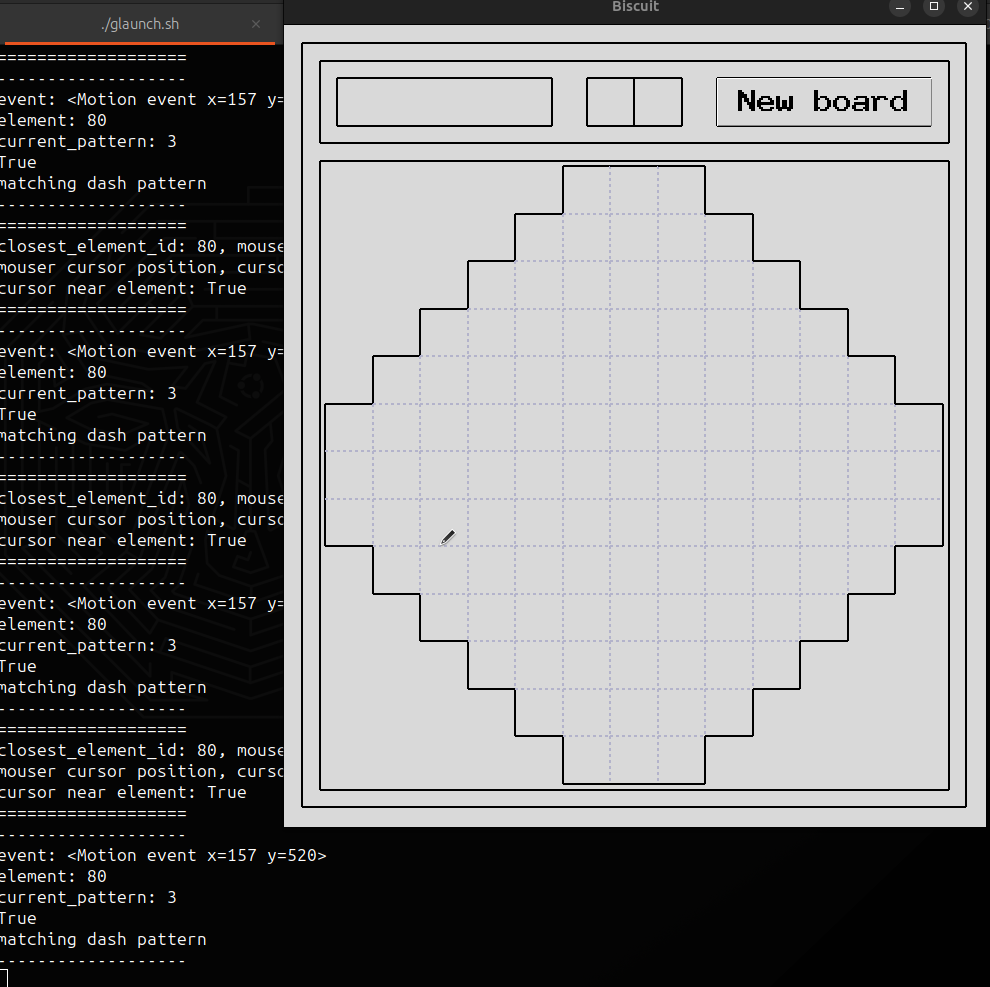 ./glaunch.sh
Biscuit
New board
===================
-------------------
event: <Motion event x=157 y=
element: 80
current_pattern: 3
True
matching dash pattern
-------------------
===================
closest_element_id: 80, mouse
mouser cursor position, curso
cursor near element: True
===================
-------------------
event: <Motion event x=157 y=
element: 80
current_pattern: 3
True
matching dash pattern
-------------------
===================
closest_element_id: 80, mouse
mouser cursor position, curso
cursor near element: True
===================
-------------------
event: <Motion event x=157 y=
element: 80
current_pattern: 3
True
matching dash pattern
-------------------
===================
closest_element_id: 80, mouse
mouser cursor position, curso
cursor near element: True
===================
-------------------
event: <Motion event x=157 y=520>
element: 80
current_pattern: 3
True
matching dash pattern
-------------------